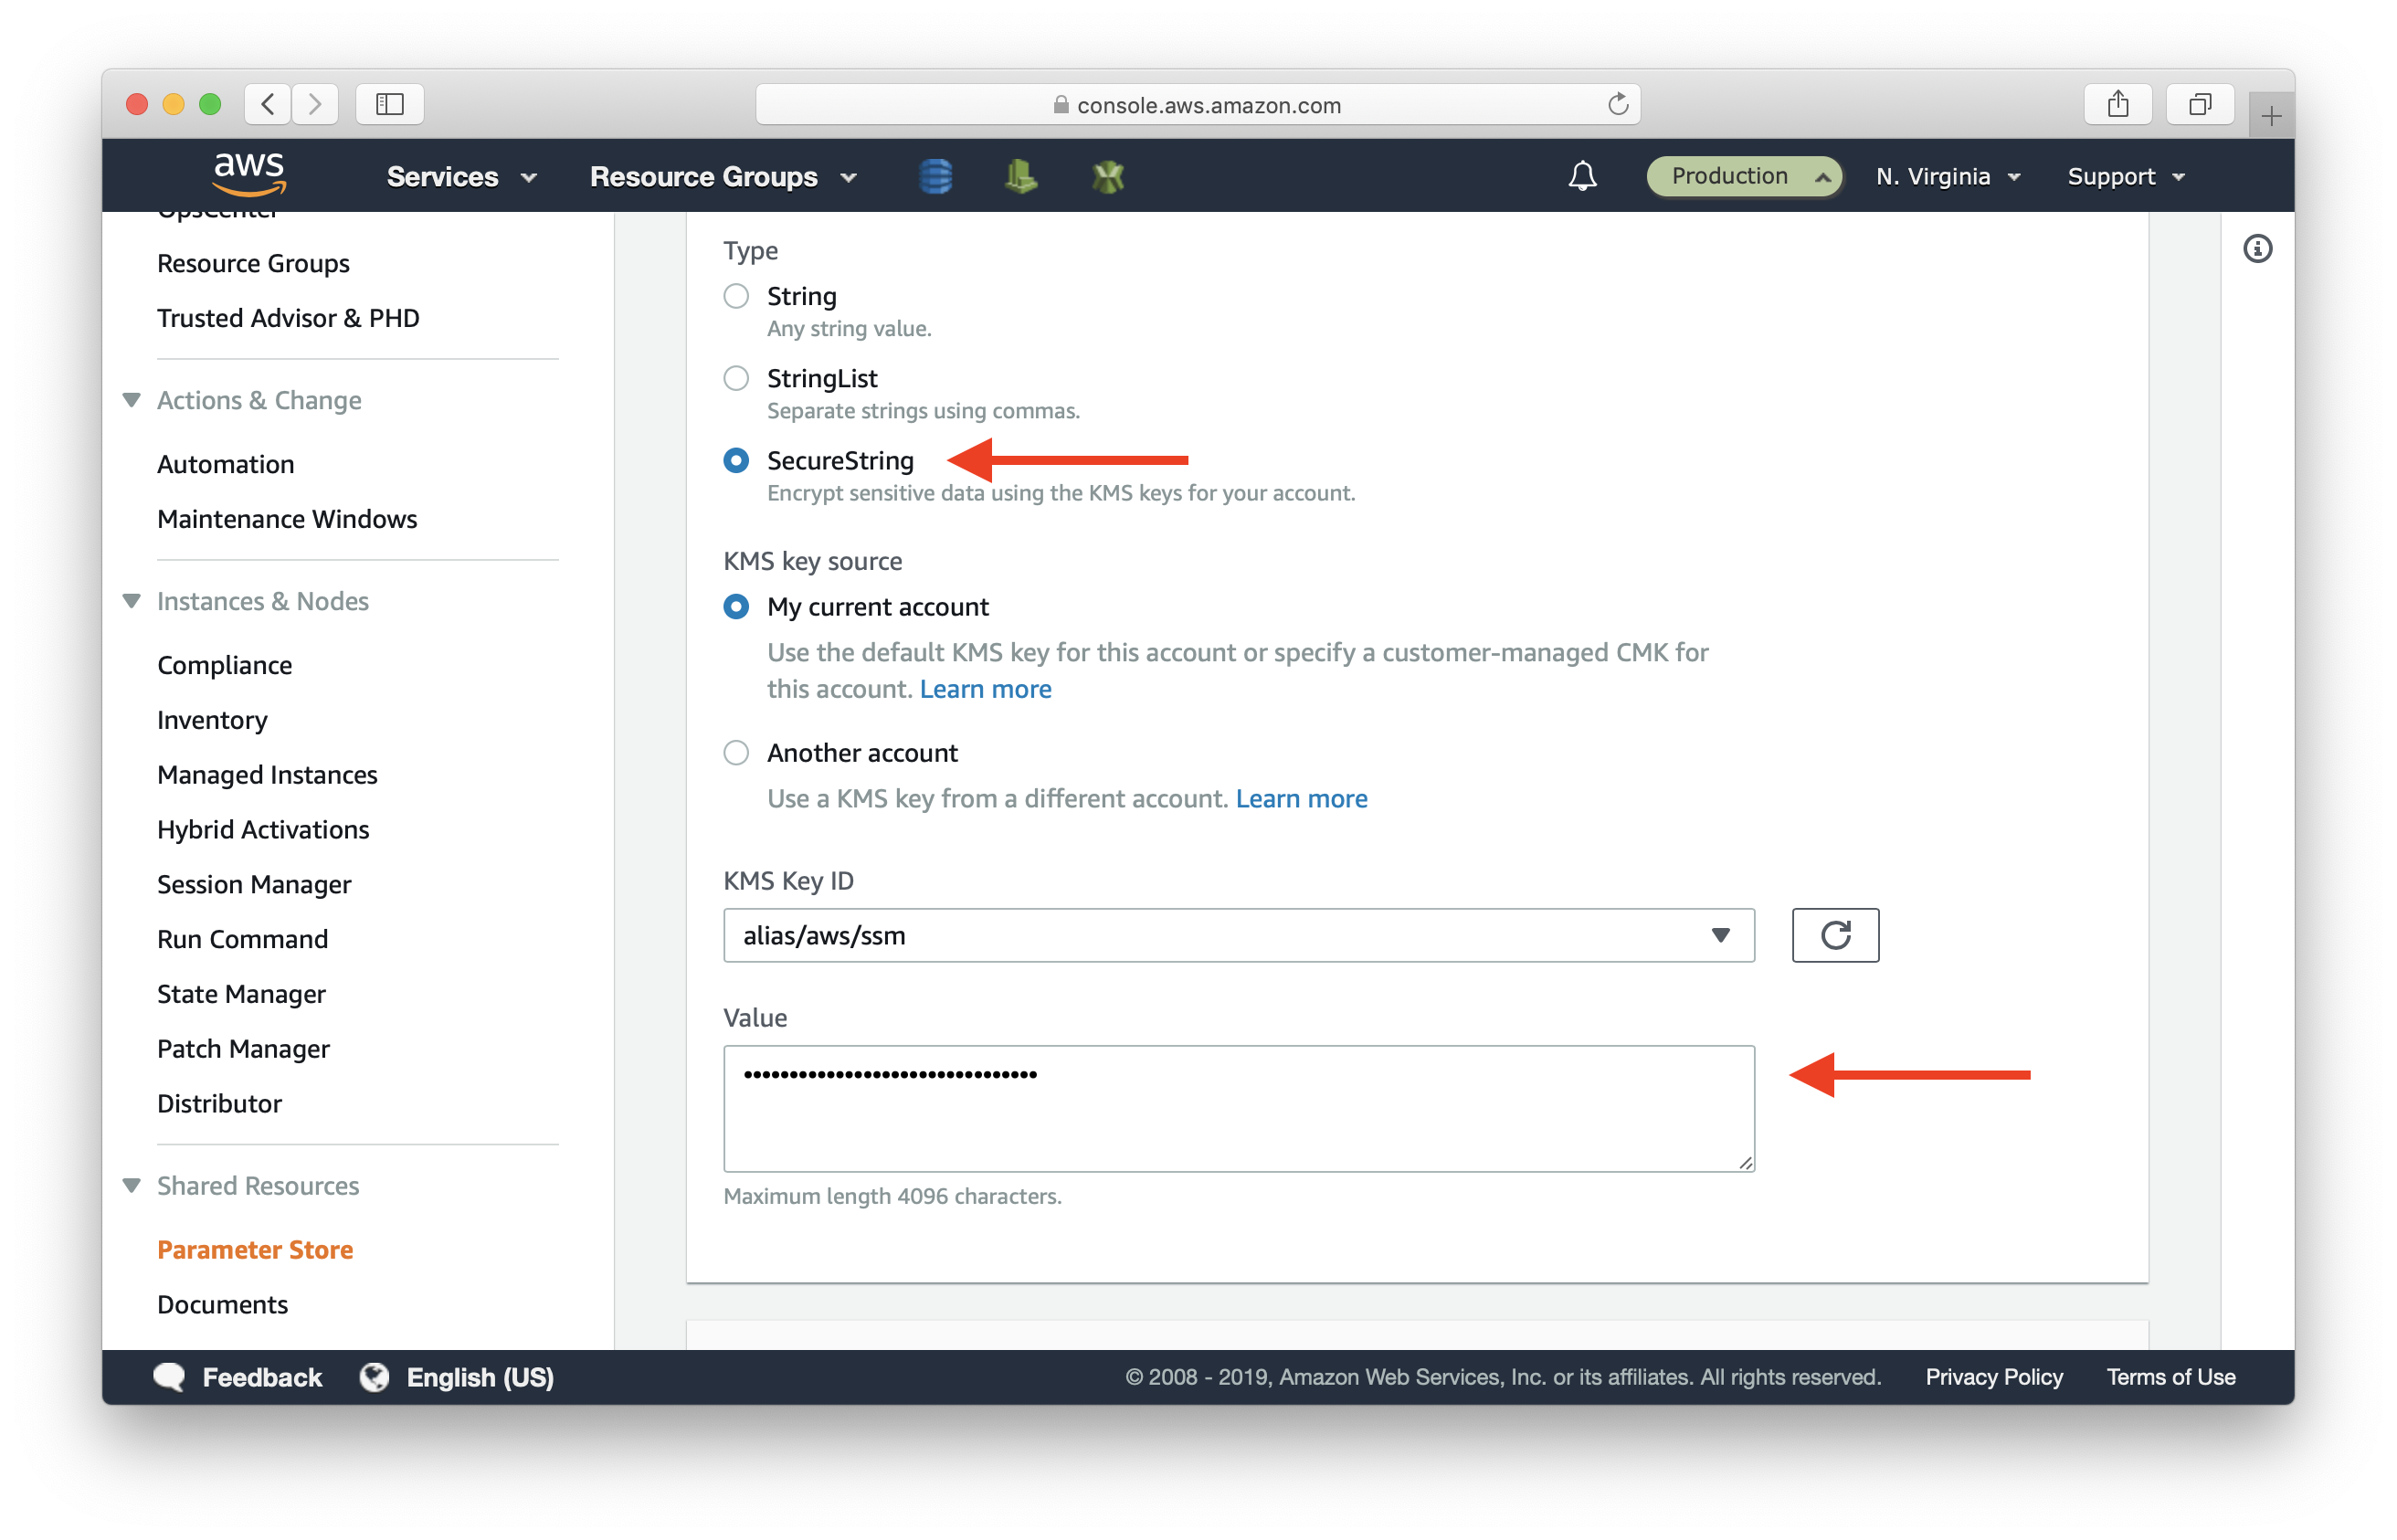 console.aws.amazon.com
aws
Services
Resource Groups
Production
N. Virginia
Support
OpsCenter
Resource Groups
Trusted Advisor & PHD
Actions & Change
Automation
Maintenance Windows
Instances & Nodes
Compliance
Inventory
Managed Instances
Hybrid Activations
Session Manager
Run Command
State Manager
Patch Manager
Distributor
Shared Resources
Parameter Store
Documents
Type
String
Any string value.
StringList
Separate strings using commas.
SecureString
Encrypt sensitive data using the KMS keys for your account.
KMS key source
My current account
Use the default KMS key for this account or specify a customer-managed CMK for
this account. Learn more
Another account
Use a KMS key from a different account. Learn more
KMS Key ID
alias/aws/ssm
Value
••••••••••••••••••••••••••••••••
Maximum length 4096 characters.
Feedback
English (US)
© 2008 - 2019, Amazon Web Services, Inc. or its affiliates. All rights reserved.
Privacy Policy
Terms of Use